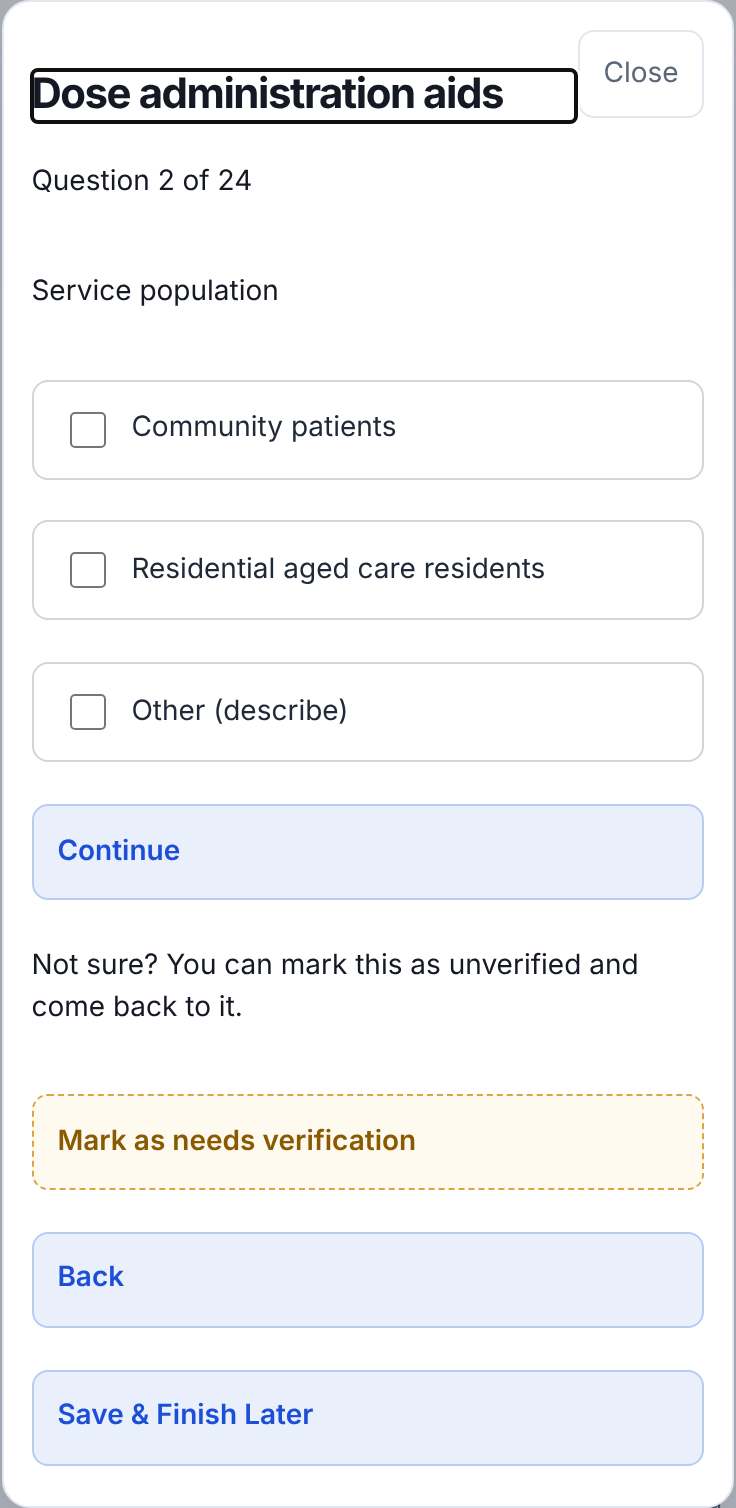 Dose administration aids
Close
Question 2 of 24
Service population
Community patients
Residential aged care residents
Other (describe)
Continue
Not sure? You can mark this as unverified and
come back to it.
Mark as needs verification
Back
Save & Finish Later